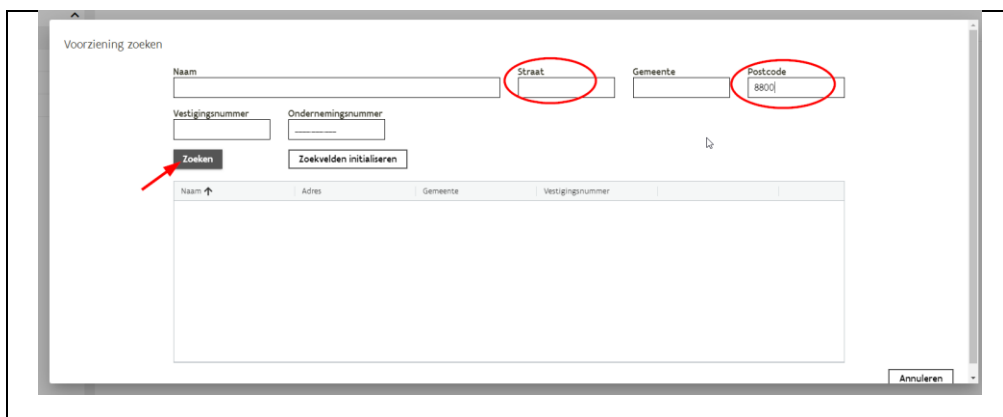 Voorziening zoeken
Naam Straat Gemeente Postcode
8800
Vestigingsnummer Ondernemingsnummer
Zoeken Zoekvelden initialiseren
Naam Adres Gemeente Vestigingsnummer
Annuleren